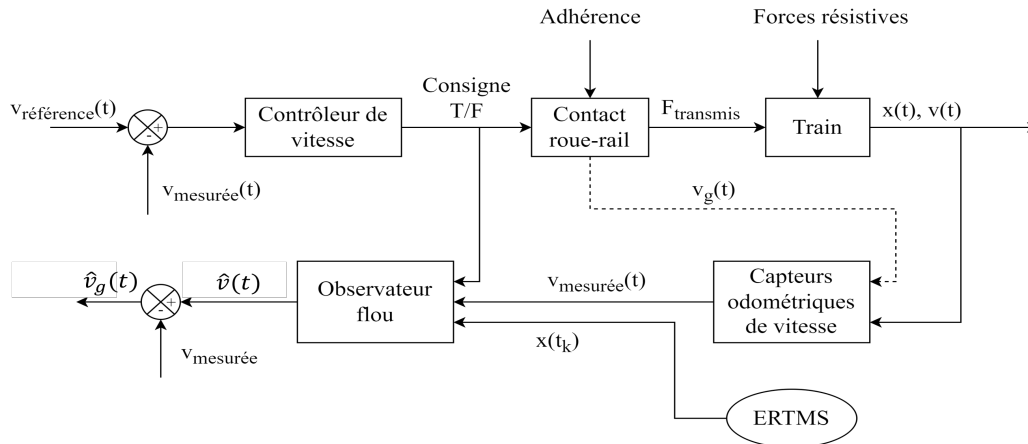 Adhérence
Forces résistives
Consigne
T/F
v_référence(t)
+
-
Contrôleur de
vitesse
Contact
roue-rail
F_transmis
Train
x(t), v(t)
v_mesurée(t)
v_g(t)
v̂_g(t)
+
-
v̂(t)
Observateur
flou
v_mesurée(t)
Capteurs
odométriques
de vitesse
v_mesurée
x(t_k)
ERTMS